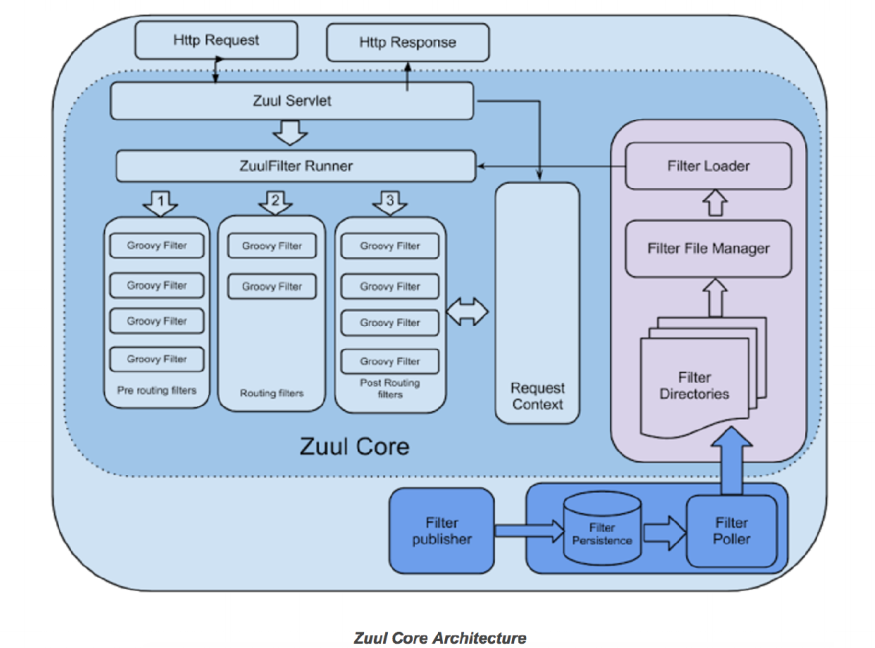 Http Request
Http Response
Zuul Servlet
ZuulFilter Runner
Filter Loader
Filter File Manager
Filter
Directories
1
2
3
Groovy Filter
Groovy Filter
Groovy Filter
Groovy Filter
Pre routing filters
Groovy Filter
Groovy Filter
Routing filters
Groovy Filter
Groovy Filter
Groovy Filter
Groovy Filter
Post Routing
filters
Request
Context
Zuul Core
Filter
publisher
Filter
Persistence
Filter
Poller
Zuul Core Architecture